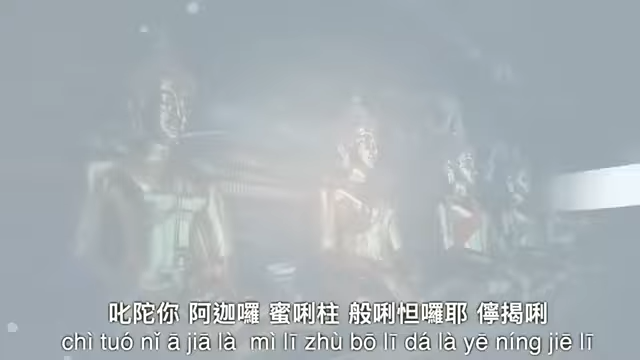 叱陀你 阿迦囉 蜜唎柱 般唎怛囉耶 儜揭唎
chì tuó nǐ ā jiā là mì lī zhù bō lī dá là yē níng jiē lī